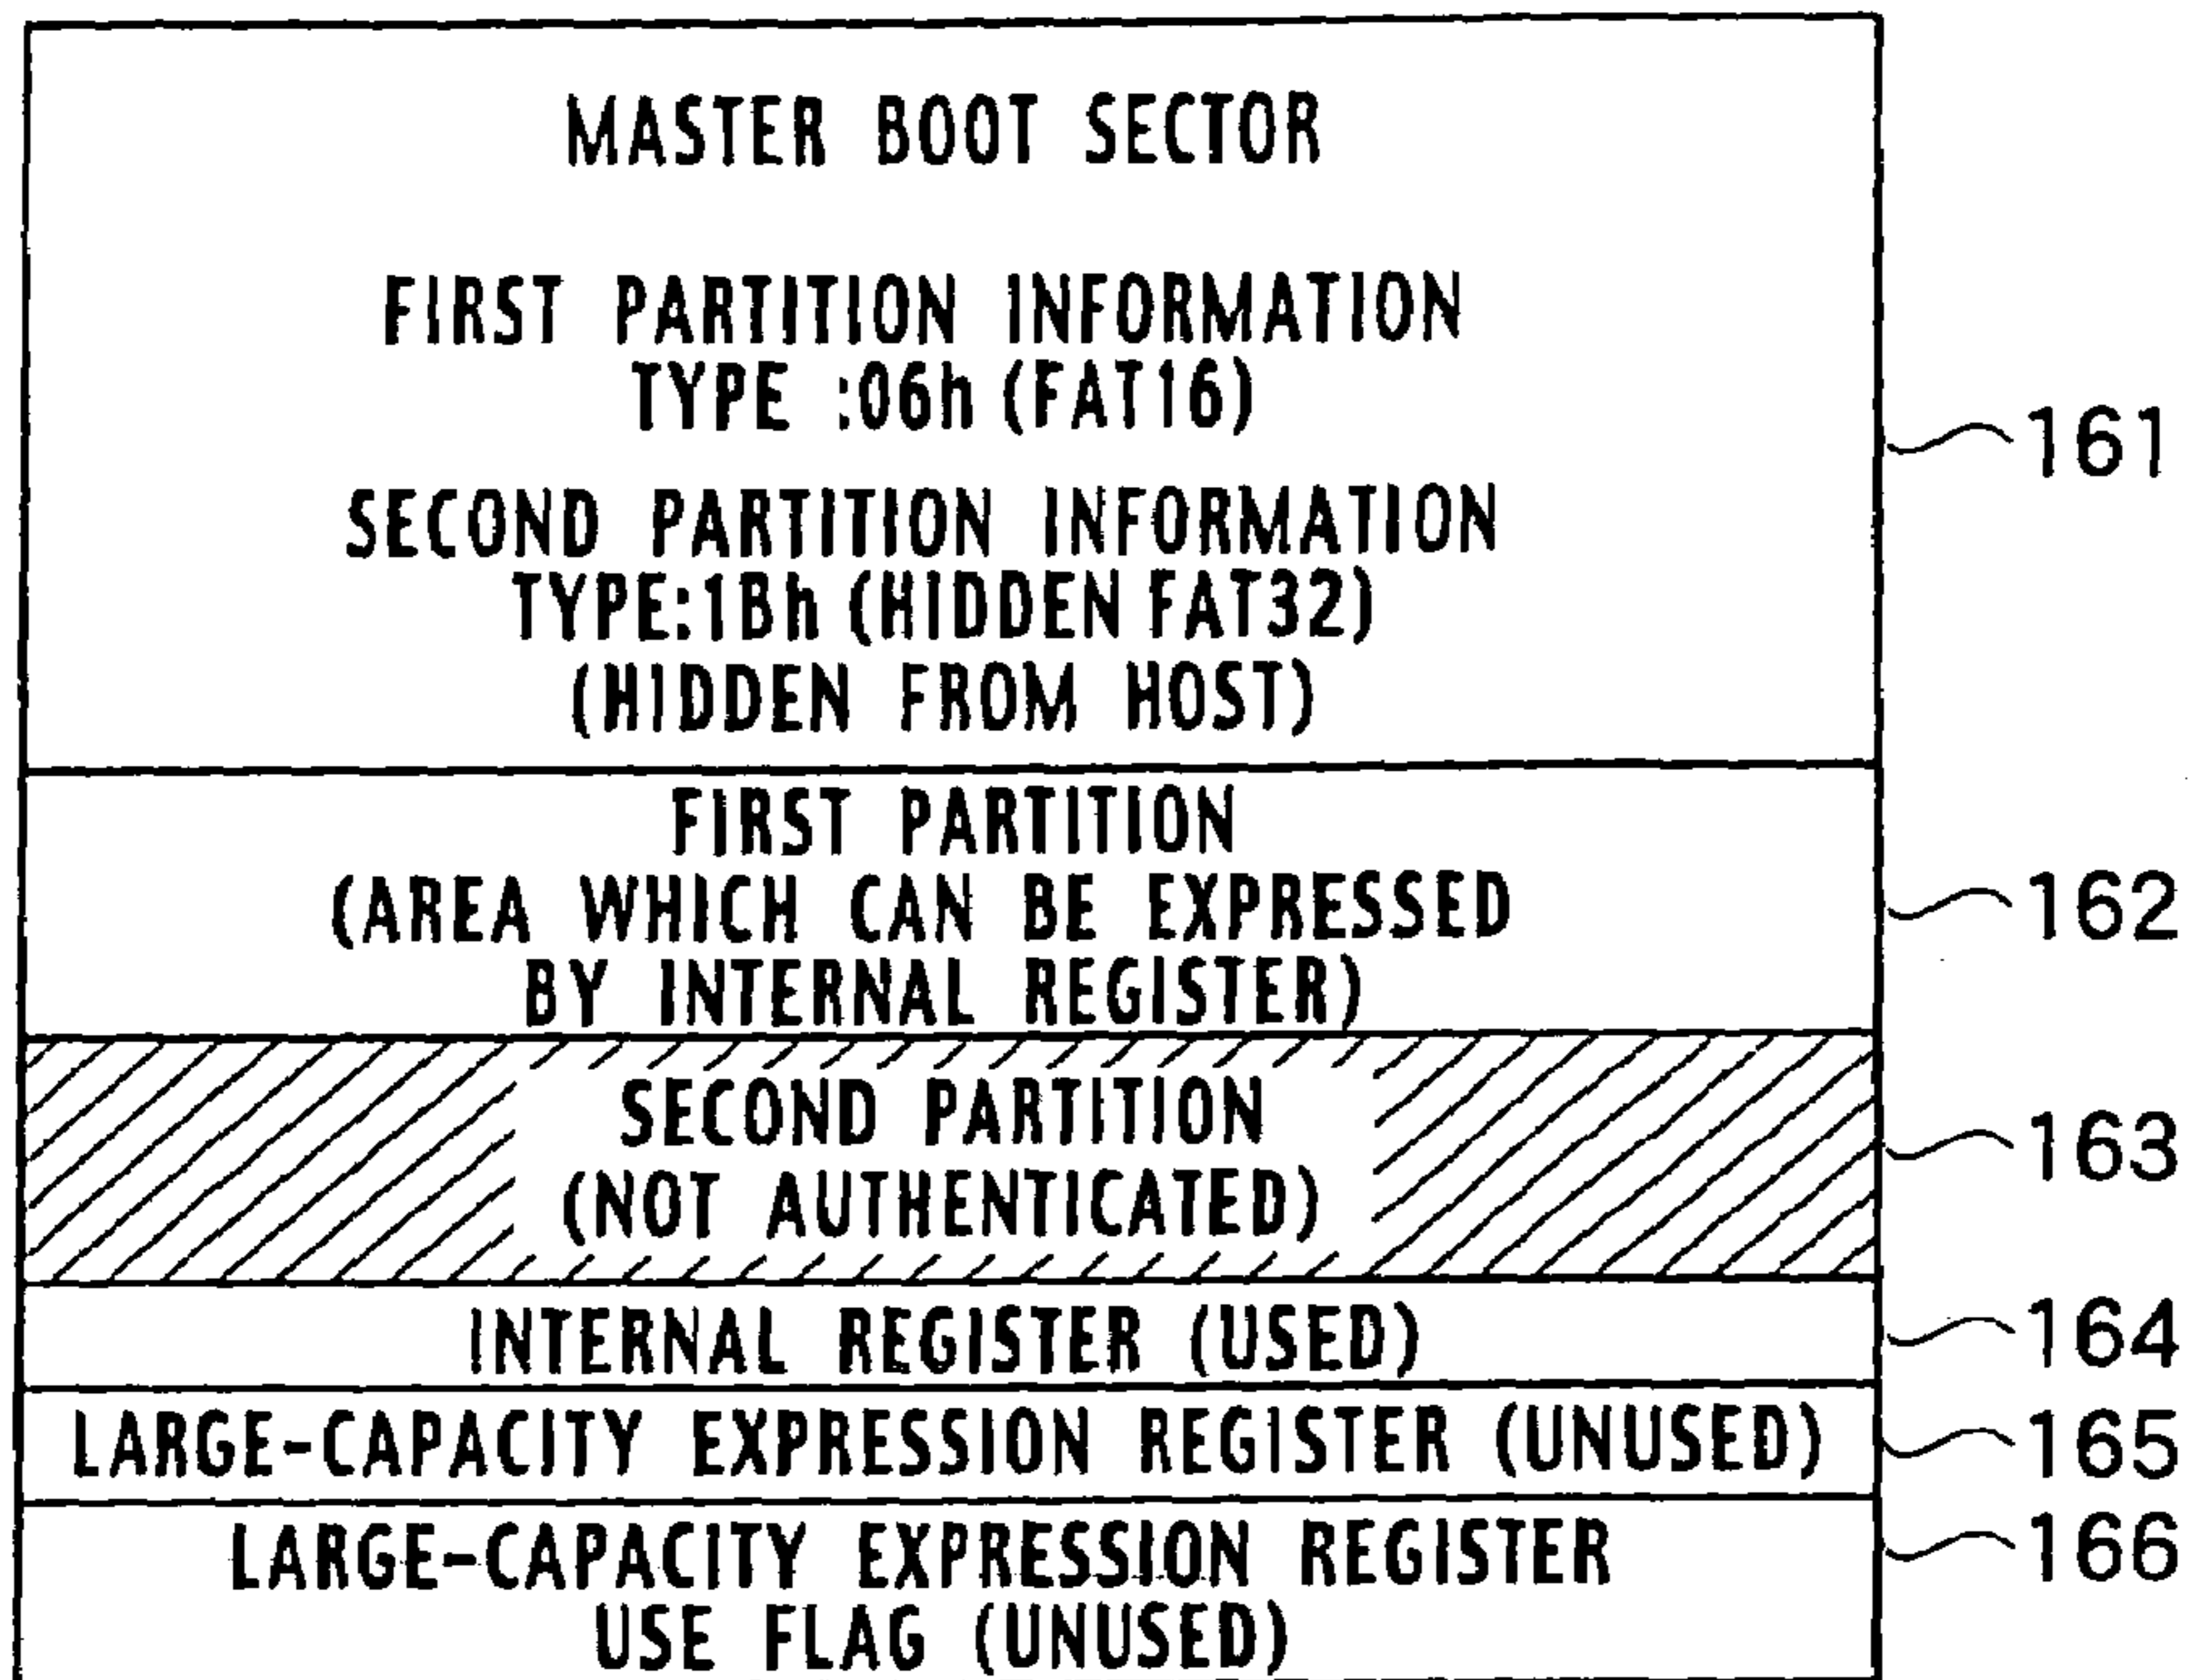 MASTER BOOT SECTOR
FIRST PARTITION INFORMATION
TYPE :06h (FAT16)
161
SECOND PARTITION INFORMATION
TYPE:1Bh (HIDDEN FAT32)
(HIDDEN FROM HOST)
FIRST PARTITION
(AREA WHICH CAN BE EXPRESSED
162
BY INTERNAL REGISTER)
SECOND PARTITION
163
(NOT AUTHENTICATED)
INTERNAL REGISTER (USED)
164
LARGE-CAPACITY EXPRESSION REGISTER (UNUSED)
165
LARGE-CAPACITY EXPRESSION REGISTER
166
USE FLAG (UNUSED)